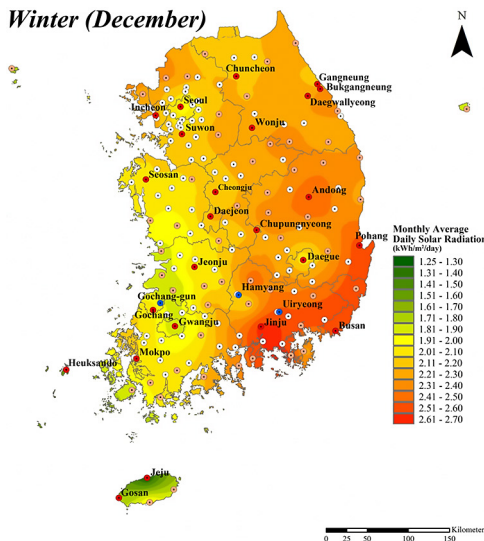 Winter (December)
N
Gangneung
Chuncheon
Bukgangneung
Daegwallyeong
Seoul
Incheon
Wonju
Suwon
Seosan
Cheongju
Andong
Daejeon
Chupungnyeong
Pohang
Daegue
Jeonju
Hamyang
Gochang-gun
Uiryeong
Gochang
Gwangju
Jinju
Busan
Mokpo
Heuksando
Jeju
Gosan
Monthly Average
Daily Solar Radiation
(kWh/m²/day)
1.25 - 1.30
1.31 - 1.40
1.41 - 1.50
1.51 - 1.60
1.61 - 1.70
1.71 - 1.80
1.81 - 1.90
1.91 - 2.00
2.01 - 2.10
2.11 - 2.20
2.21 - 2.30
2.31 - 2.40
2.41 - 2.50
2.51 - 2.60
2.61 - 2.70
Kilometer
0 25 50 100 150